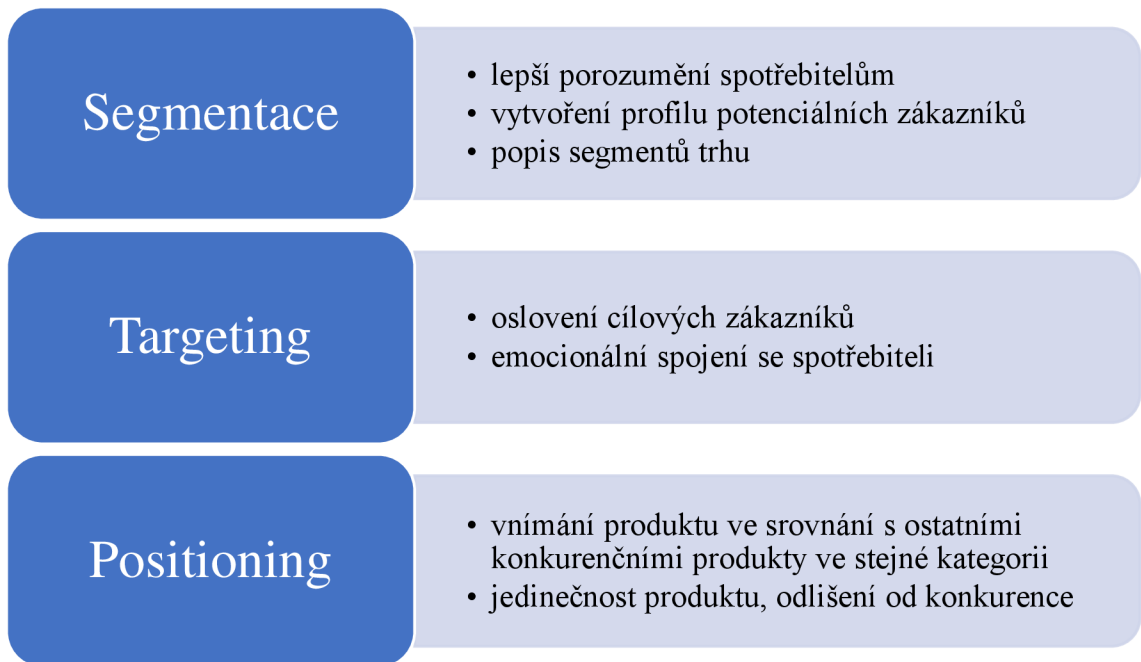 Segmentace
• lepší porozumění spotřebitelům
• vytvoření profilu potenciálních zákazníků
• popis segmentů trhu
Targeting
• oslovení cílových zákazníků
• emocionální spojení se spotřebiteli
Positioning
• vnímání produktu ve srovnání s ostatními
konkurenčními produkty ve stejné kategorii
• jedinečnost produktu, odlišení od konkurence